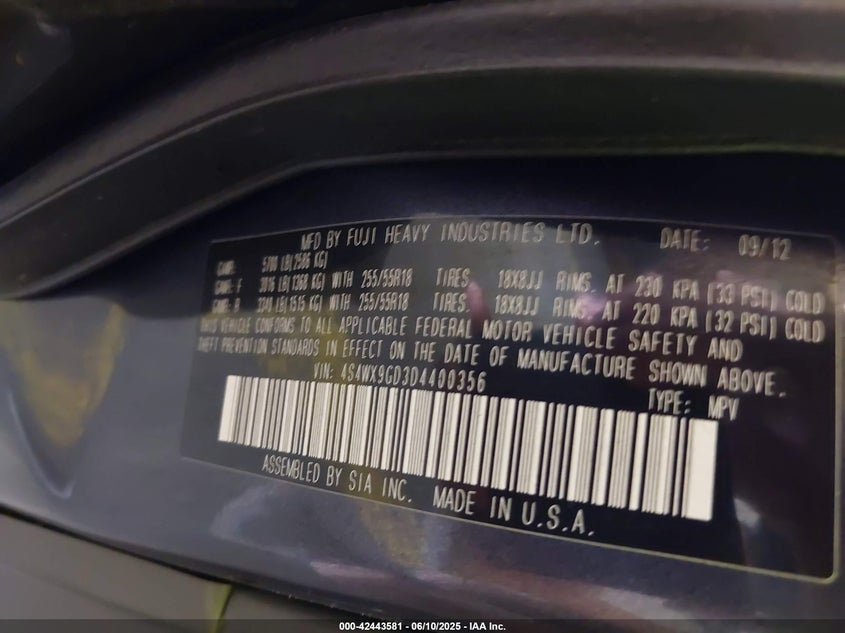 MFD BY FUJI HEAVY INDUSTRIES LTD. DATE: 09/12
GVWR: 5700 LB(2586 KG)
GAWR: F 3016 LB(1368 KG) WITH 255/55R18 TIRES 18X8JJ RIMS. AT 230 KPA (33 PSI) COLD
GAWR: R 3340 LB(1515 KG) WITH 255/55R18 TIRES 18X8JJ RIMS. AT 220 KPA (32 PSI) COLD
THIS VEHICLE CONFORMS TO ALL APPLICABLE FEDERAL MOTOR VEHICLE SAFETY AND
THEFT PREVENTION STANDARDS IN EFFECT ON THE DATE OF MANUFACTURE SHOWN ABOVE.
VIN: 4S4WX9GD3D4400356 TYPE: MPV
ASSEMBLED BY SIA INC. MADE IN U.S.A.
000-42443581 - 06/10/2025 - IAA Inc.